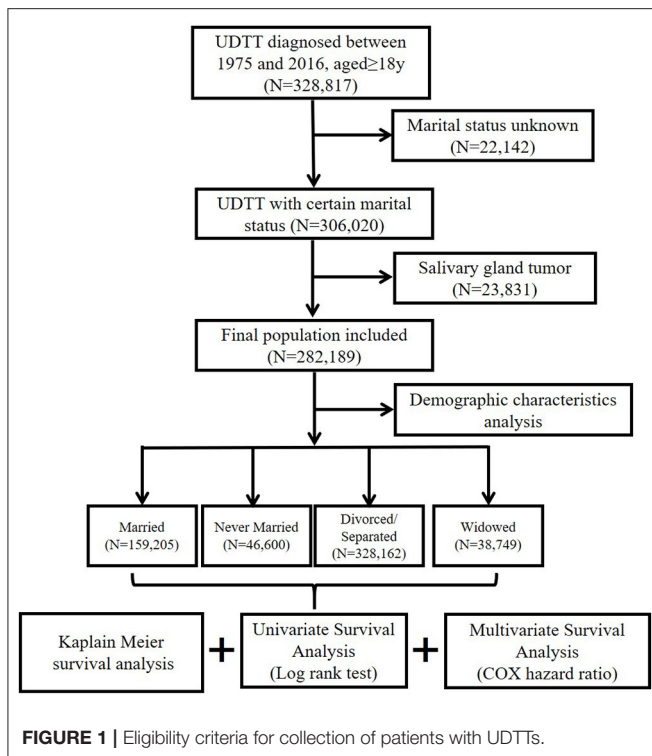 UDTT diagnosed between
1975 and 2016, aged≥18y
(N=328,817)
Marital status unknown
(N=22,142)
UDTT with certain marital
status (N=306,020)
Salivary gland tumor
(N=23,831)
Final population included
(N=282,189)
Demographic characteristics
analysis
Married
(N=159,205)
Never Married
(N=46,600)
Divorced/
Separated
(N=328,162)
Widowed
(N=38,749)
Kaplain Meier
survival analysis
+
Univariate Survival
Analysis
(Log rank test)
+
Multivariate Survival
Analysis
(COX hazard ratio)
FIGURE 1 | Eligibility criteria for collection of patients with UDTTs.